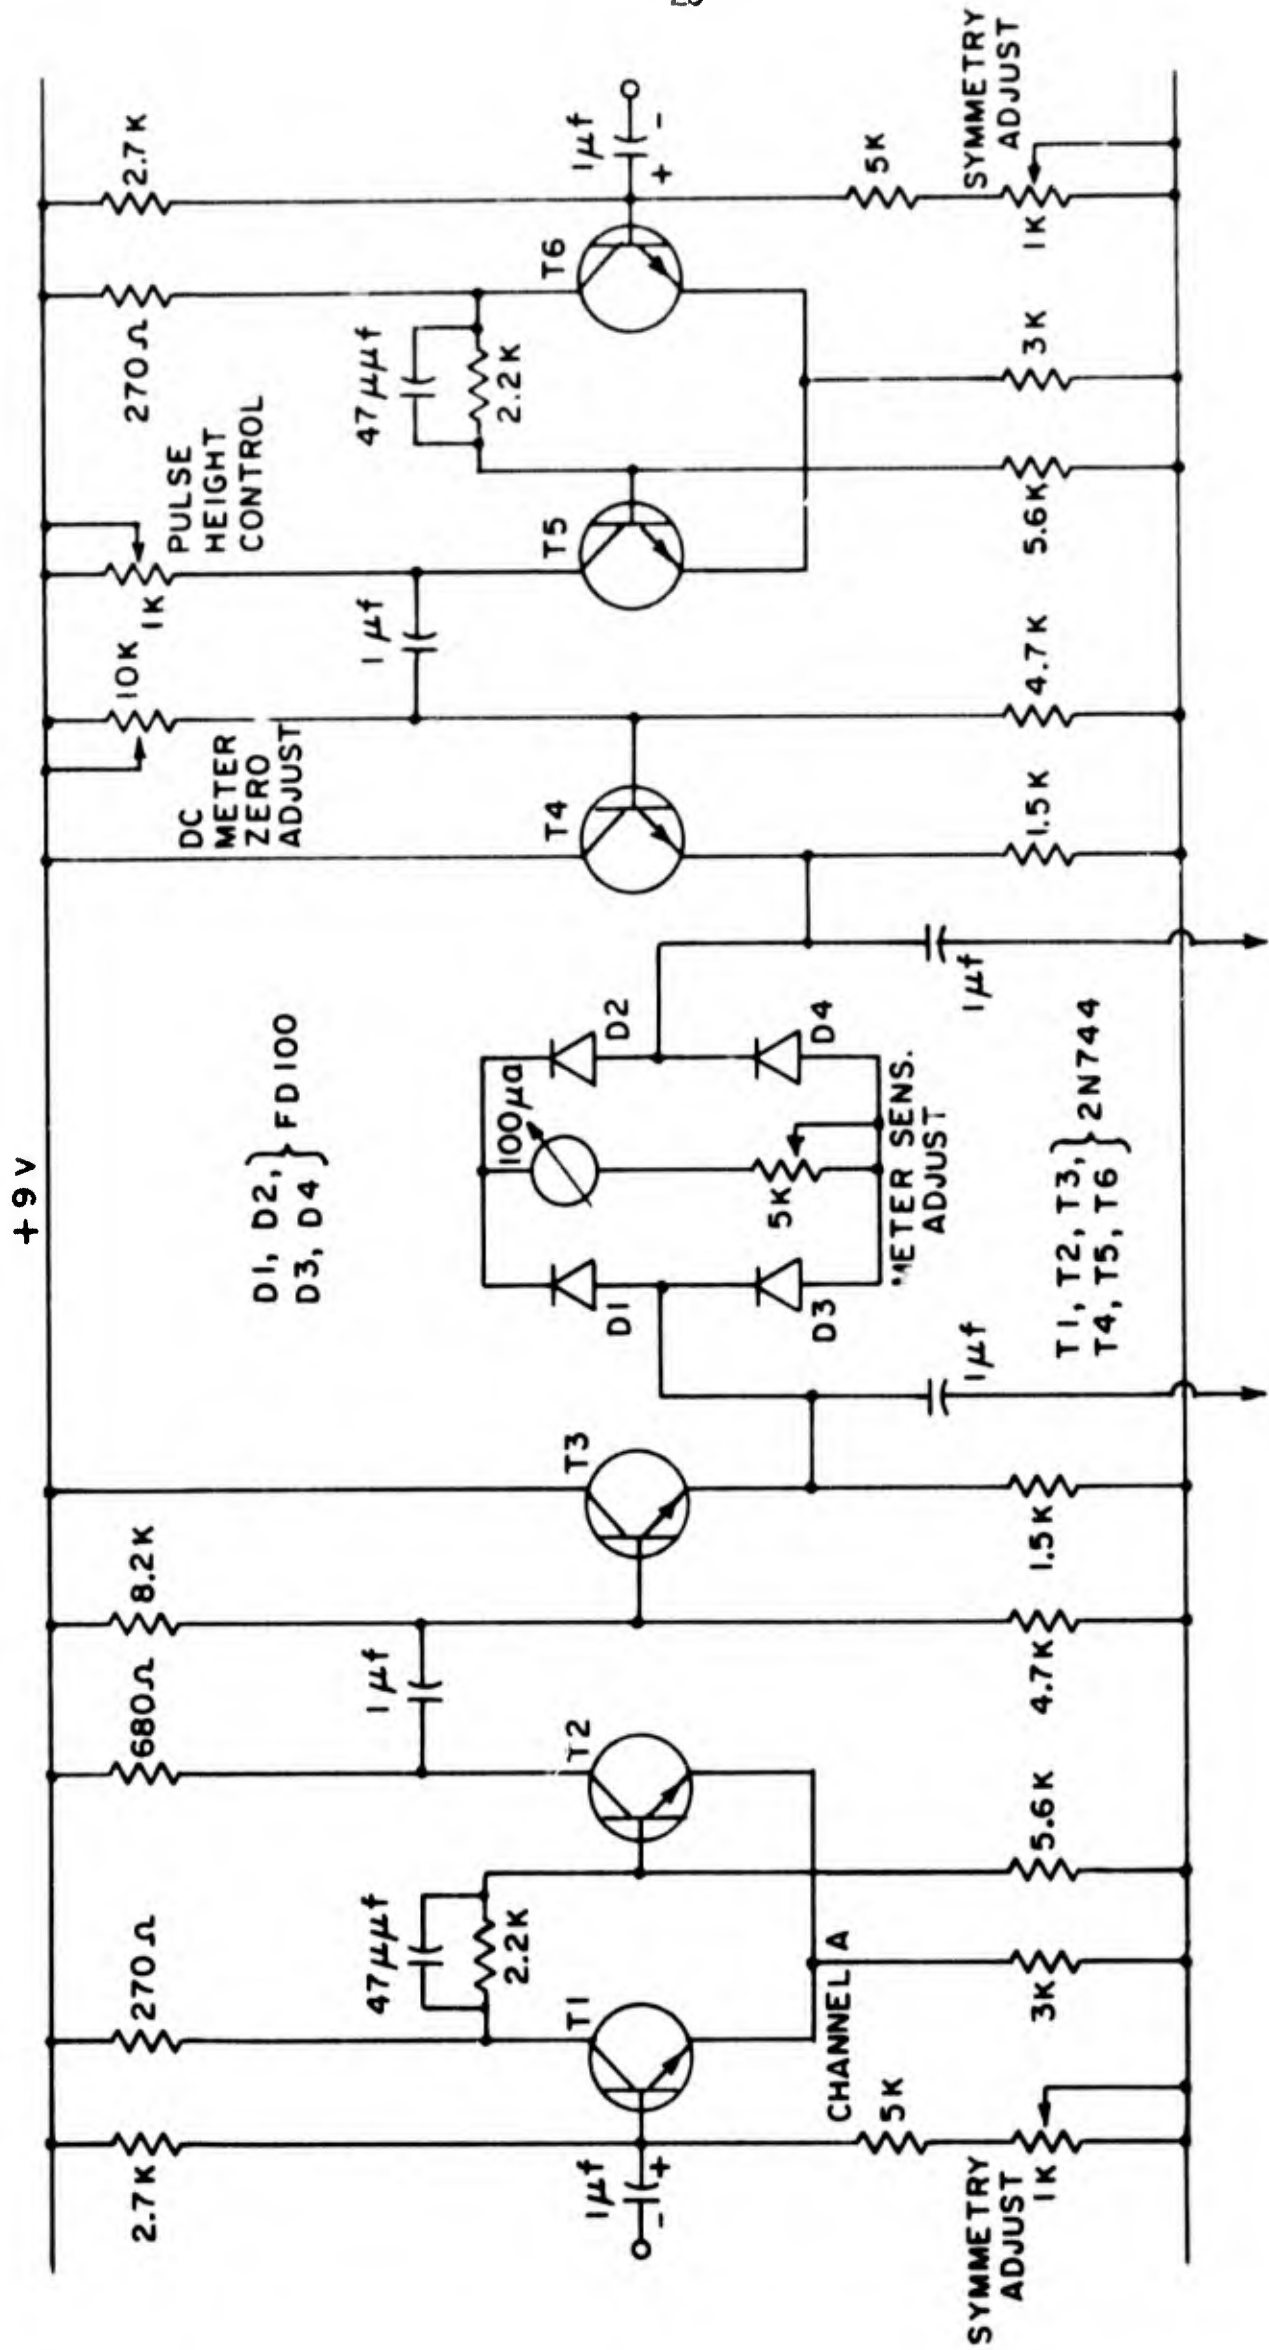 +9V
2.7K
270Ω
680Ω
8.2K
10K
1K
DC
METER
ZERO
ADJUST
PULSE
HEIGHT
CONTROL
270Ω
2.7K
D1, D2,
D3, D4
FD100
47μμf
2.2K
1μf
100μa
1μf
47μμf
2.2K
1μf
T1
T2
T3
D1
D2
T4
T5
T6
1μf
+
-
-
+
CHANNEL A
5K
D3
D4
5K
METER SENS.
ADJUST
1μf
1μf
5K
SYMMETRY
ADJUST
1K
3K
5.6K
4.7K
1.5K
T1, T2, T3,
T4, T5, T6
2N744
1.5K
4.7K
5.6K
3K
1K
SYMMETRY
ADJUST